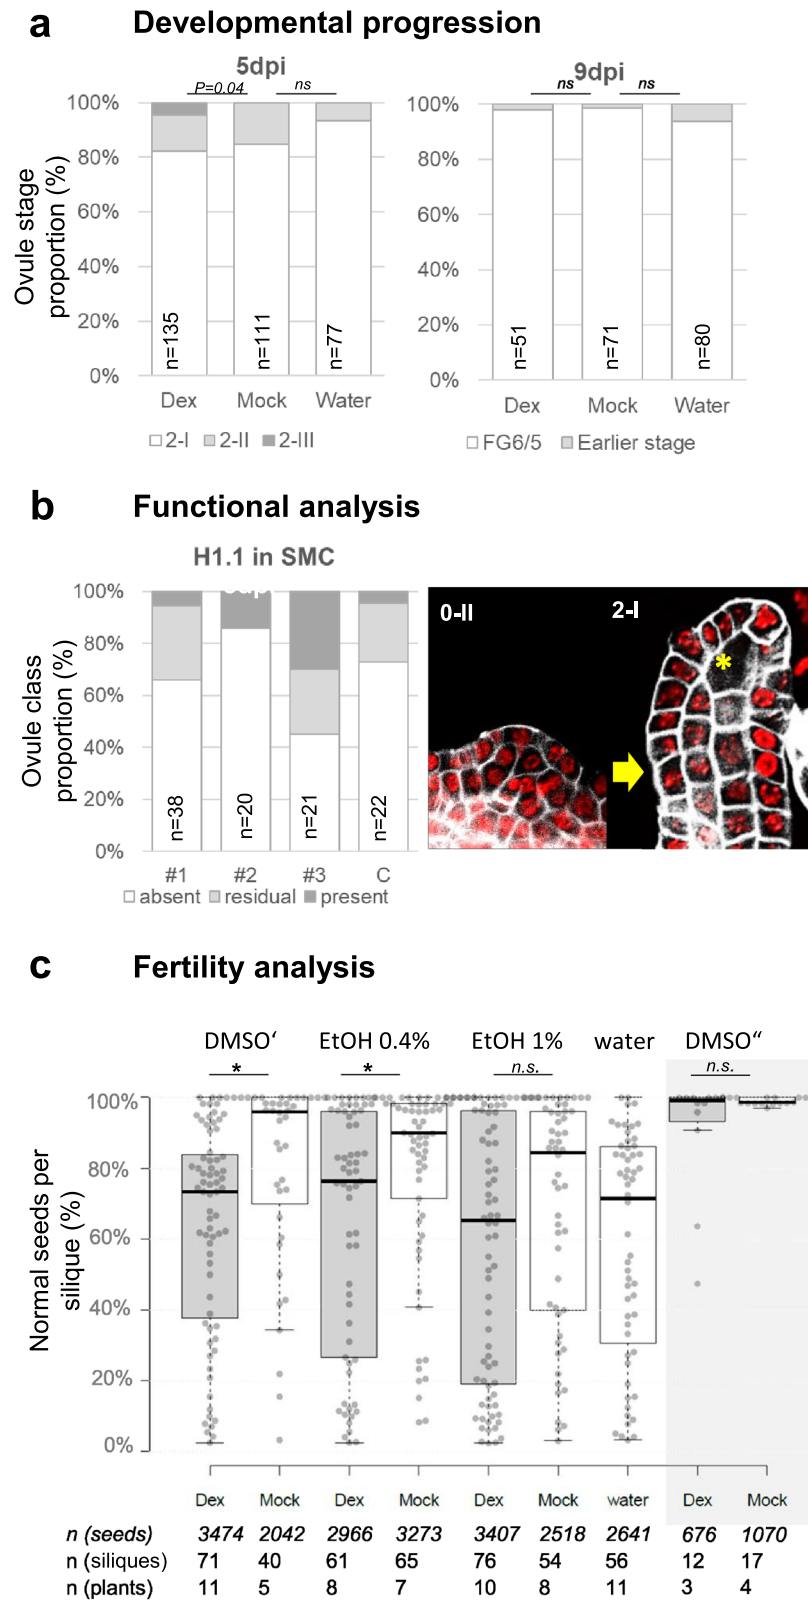 a Developmental progression
5dpi 9dpi
P=0.04 ns ns ns
Ovule stage
proportion (%)
100% 100%
80% 80%
60% 60%
40% 40%
20% 20%
0% 0%
n=135 n=111 n=77 n=51 n=71 n=80
Dex Mock Water Dex Mock Water
2-I 2-II 2-III FG6/5 Earlier stage
b Functional analysis
H1.1 in SMC
Ovule class
proportion (%)
100%
80%
60%
40%
20%
0%
n=38 n=20 n=21 n=22
#1 #2 #3 C
absent residual present
0-II 2-I
*
c Fertility analysis
DMSO‘ EtOH 0.4% EtOH 1% water DMSO“
* * n.s. n.s.
Normal seeds per
silique (%)
100%
80%
60%
40%
20%
0%
Dex Mock Dex Mock Dex Mock water Dex Mock
n (seeds) 3474 2042 2966 3273 3407 2518 2641 676 1070
n (siliques) 71 40 61 65 76 54 56 12 17
n (plants) 11 5 8 7 10 8 11 3 4